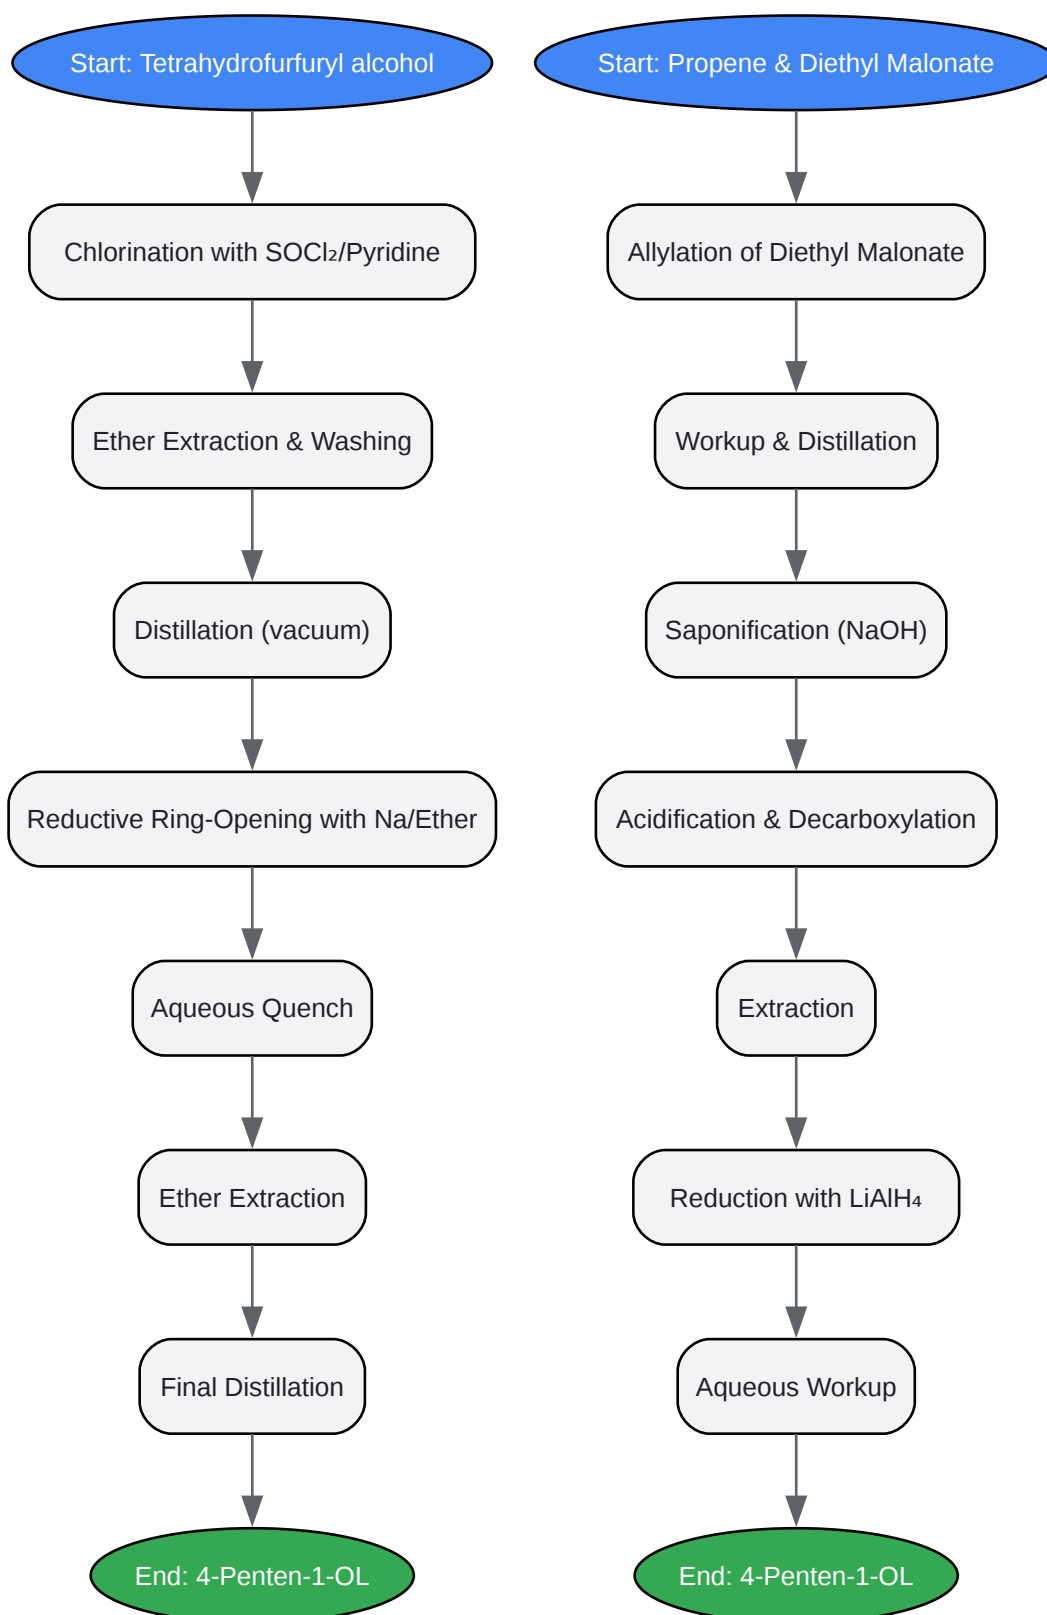 Start: Tetrahydrofurfuryl alcohol
Chlorination with SOCl₂/Pyridine
Ether Extraction & Washing
Distillation (vacuum)
Reductive Ring-Opening with Na/Ether
Aqueous Quench
Ether Extraction
Final Distillation
End: 4-Penten-1-OL
Start: Propene & Diethyl Malonate
Allylation of Diethyl Malonate
Workup & Distillation
Saponification (NaOH)
Acidification & Decarboxylation
Extraction
Reduction with LiAlH₄
Aqueous Workup
End: 4-Penten-1-OL